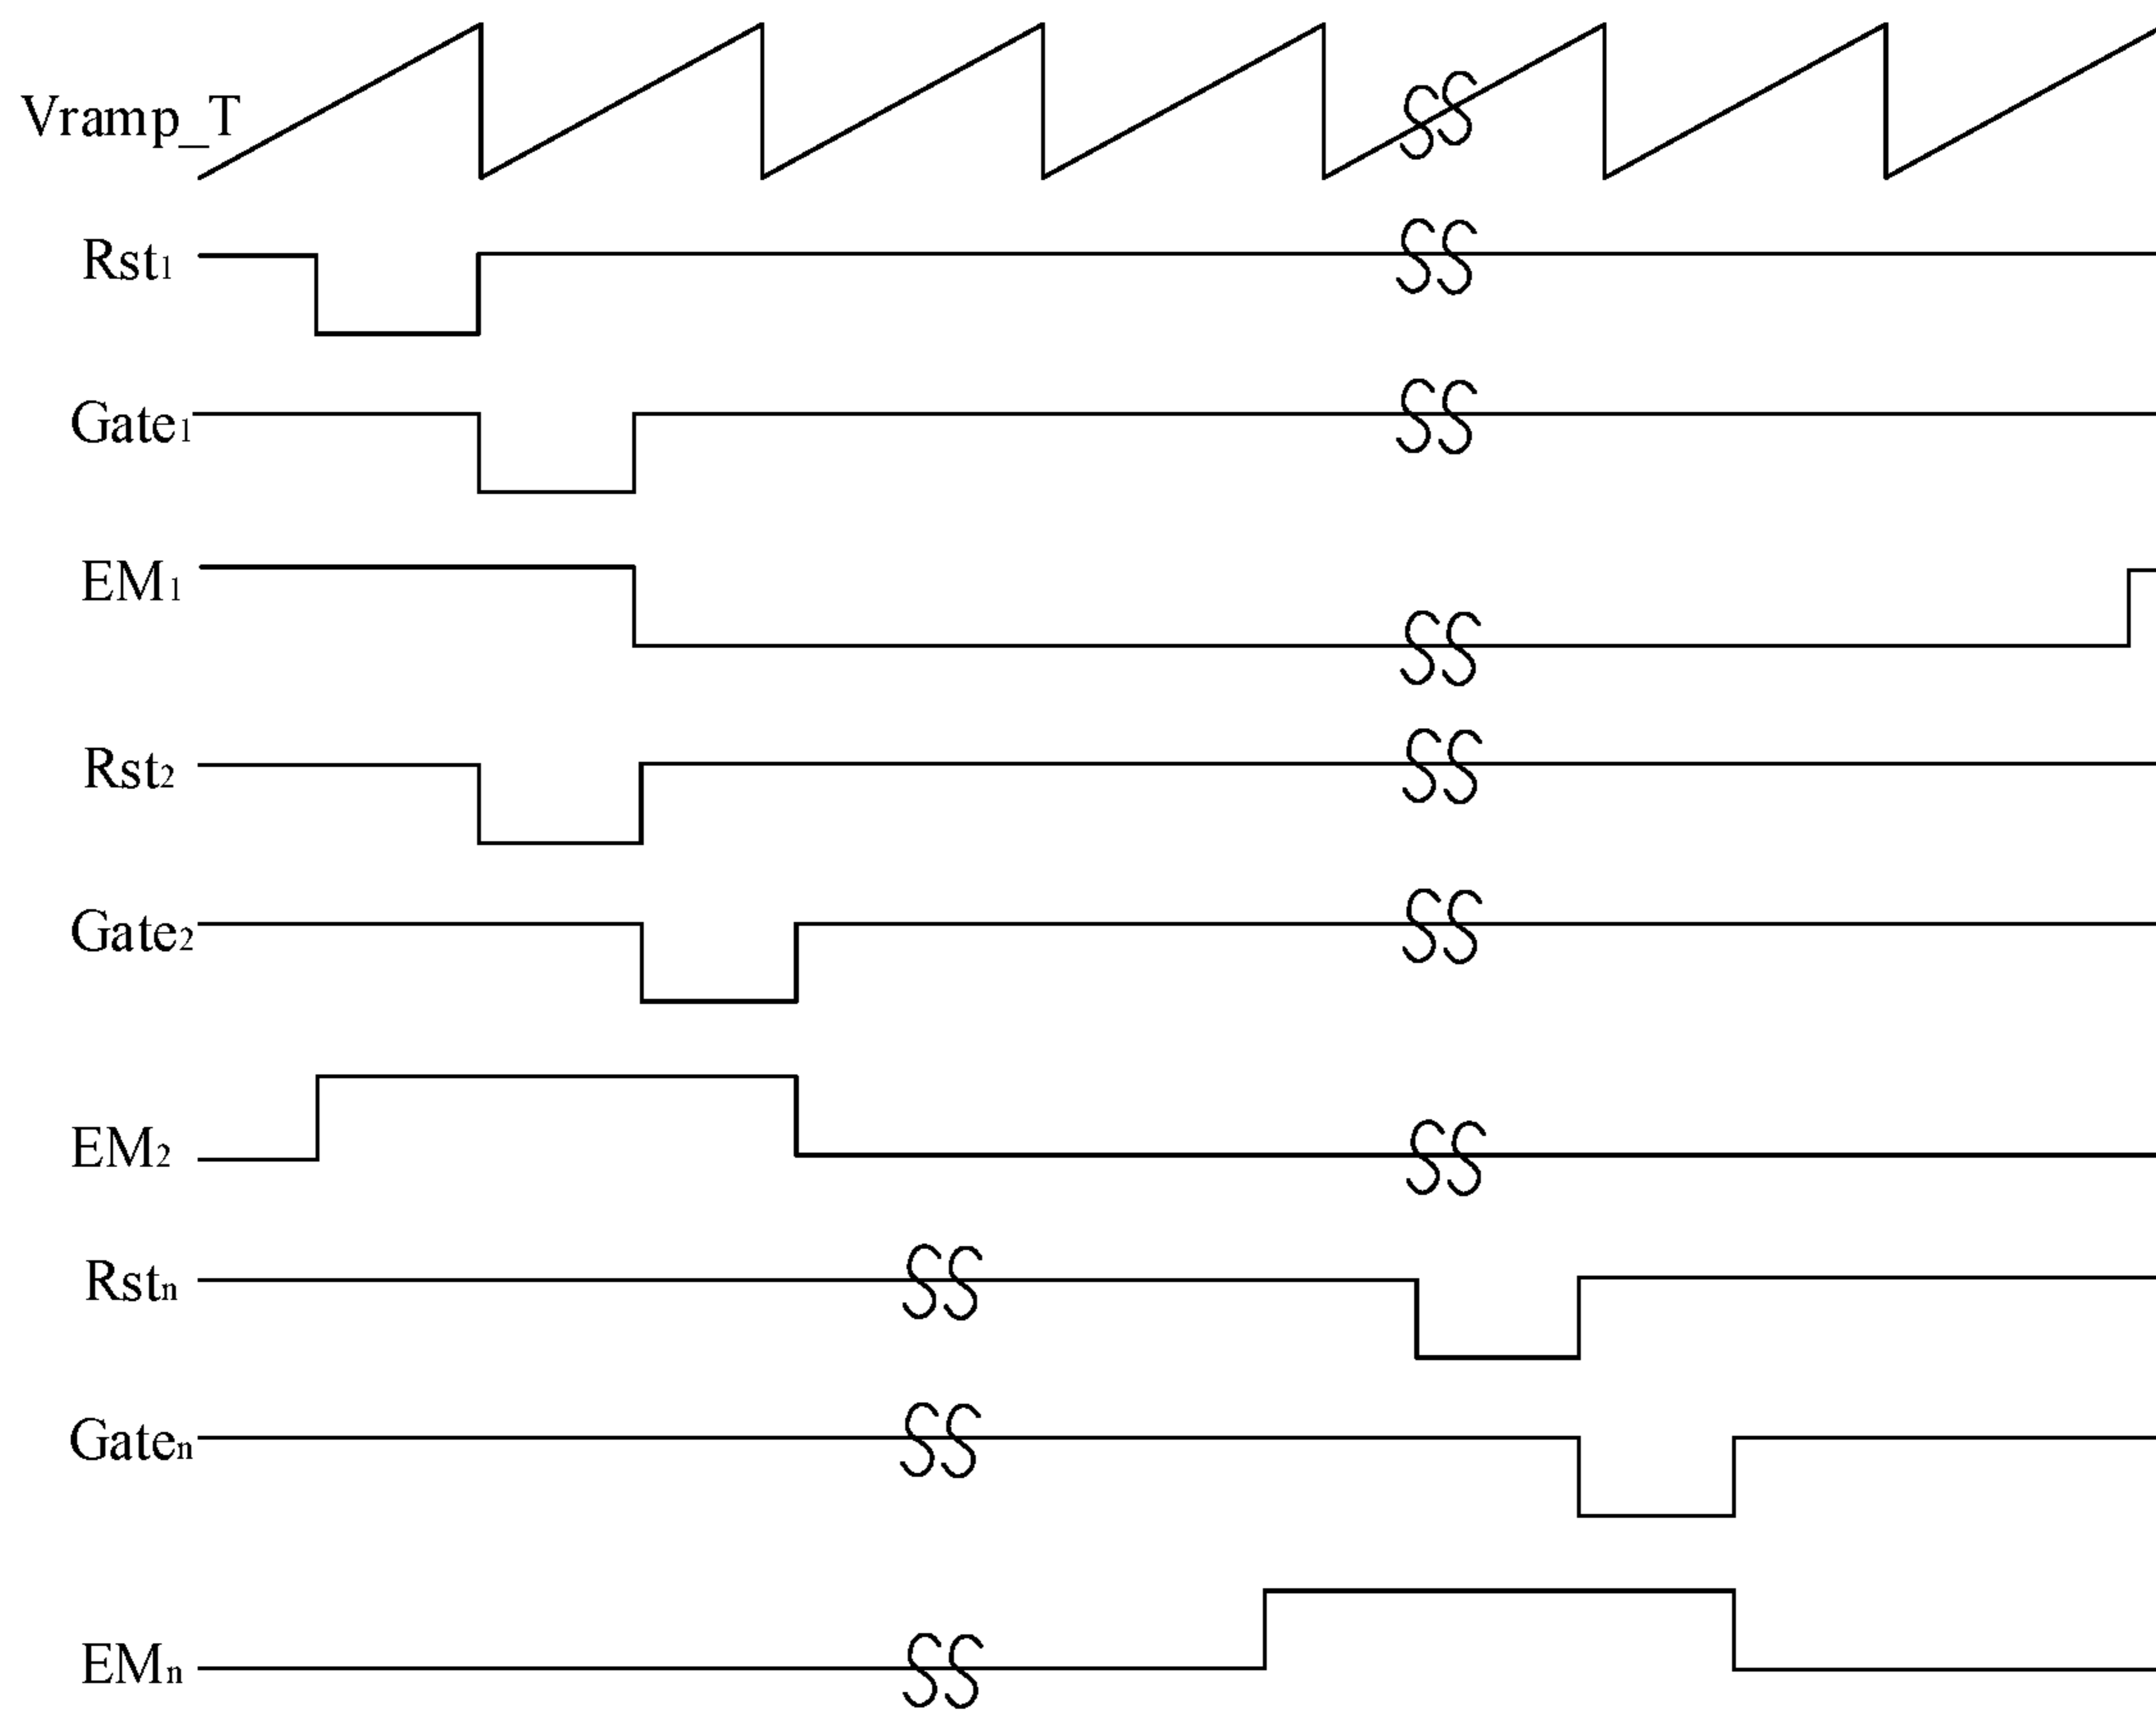 Vramp_T
Rst1
Gate1
EM1
Rst2
Gate2
EM2
Rstn
Gaten
EMn